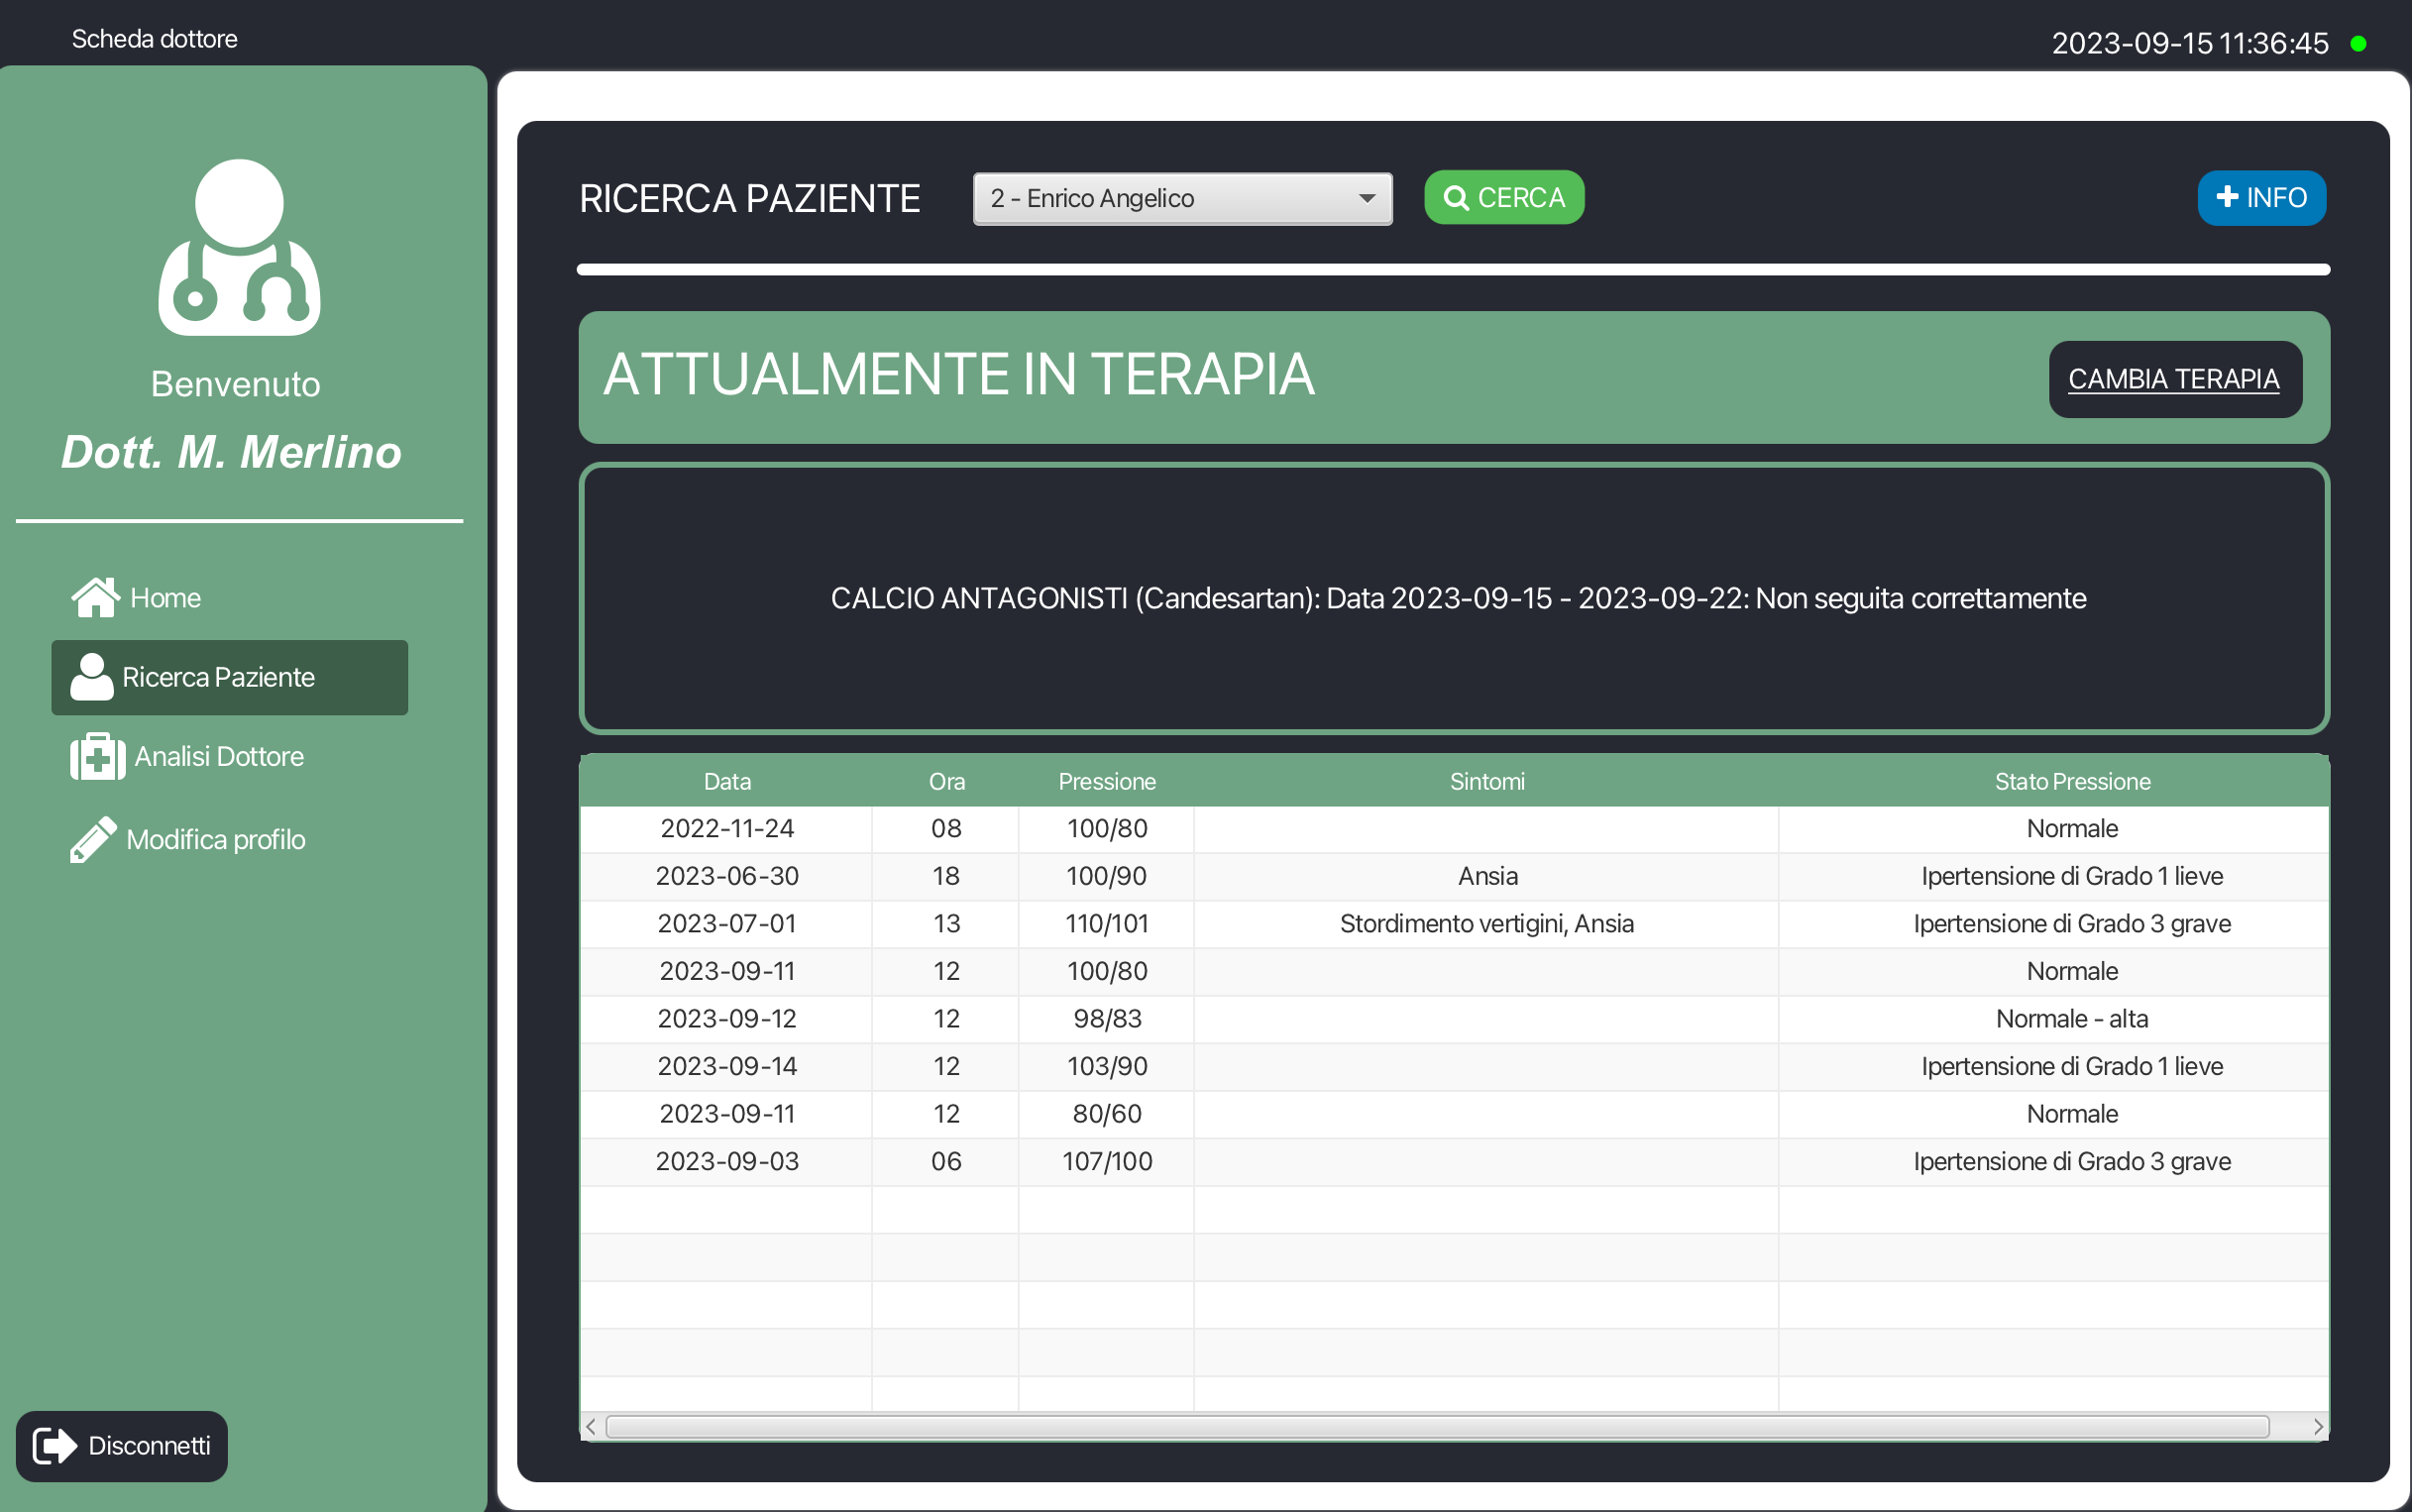 Scheda dottore
2023-09-15 11:36:45
Benvenuto
Dott. M. Merlino
Home
Ricerca Paziente
Analisi Dottore
Modifica profilo
Disconnetti
RICERCA PAZIENTE 2 - Enrico Angelico CERCA INFO
ATTUALMENTE IN TERAPIA CAMBIA TERAPIA
CALCIO ANTAGONISTI (Candesartan): Data 2023-09-15 - 2023-09-22: Non seguita correttamente
Data Ora Pressione Sintomi Stato Pressione
2022-11-24 08 100/80 Normale
2023-06-30 18 100/90 Ansia Ipertensione di Grado 1 lieve
2023-07-01 13 110/101 Stordimento vertigini, Ansia Ipertensione di Grado 3 grave
2023-09-11 12 100/80 Normale
2023-09-12 12 98/83 Normale - alta
2023-09-14 12 103/90 Ipertensione di Grado 1 lieve
2023-09-11 12 80/60 Normale
2023-09-03 06 107/100 Ipertensione di Grado 3 grave